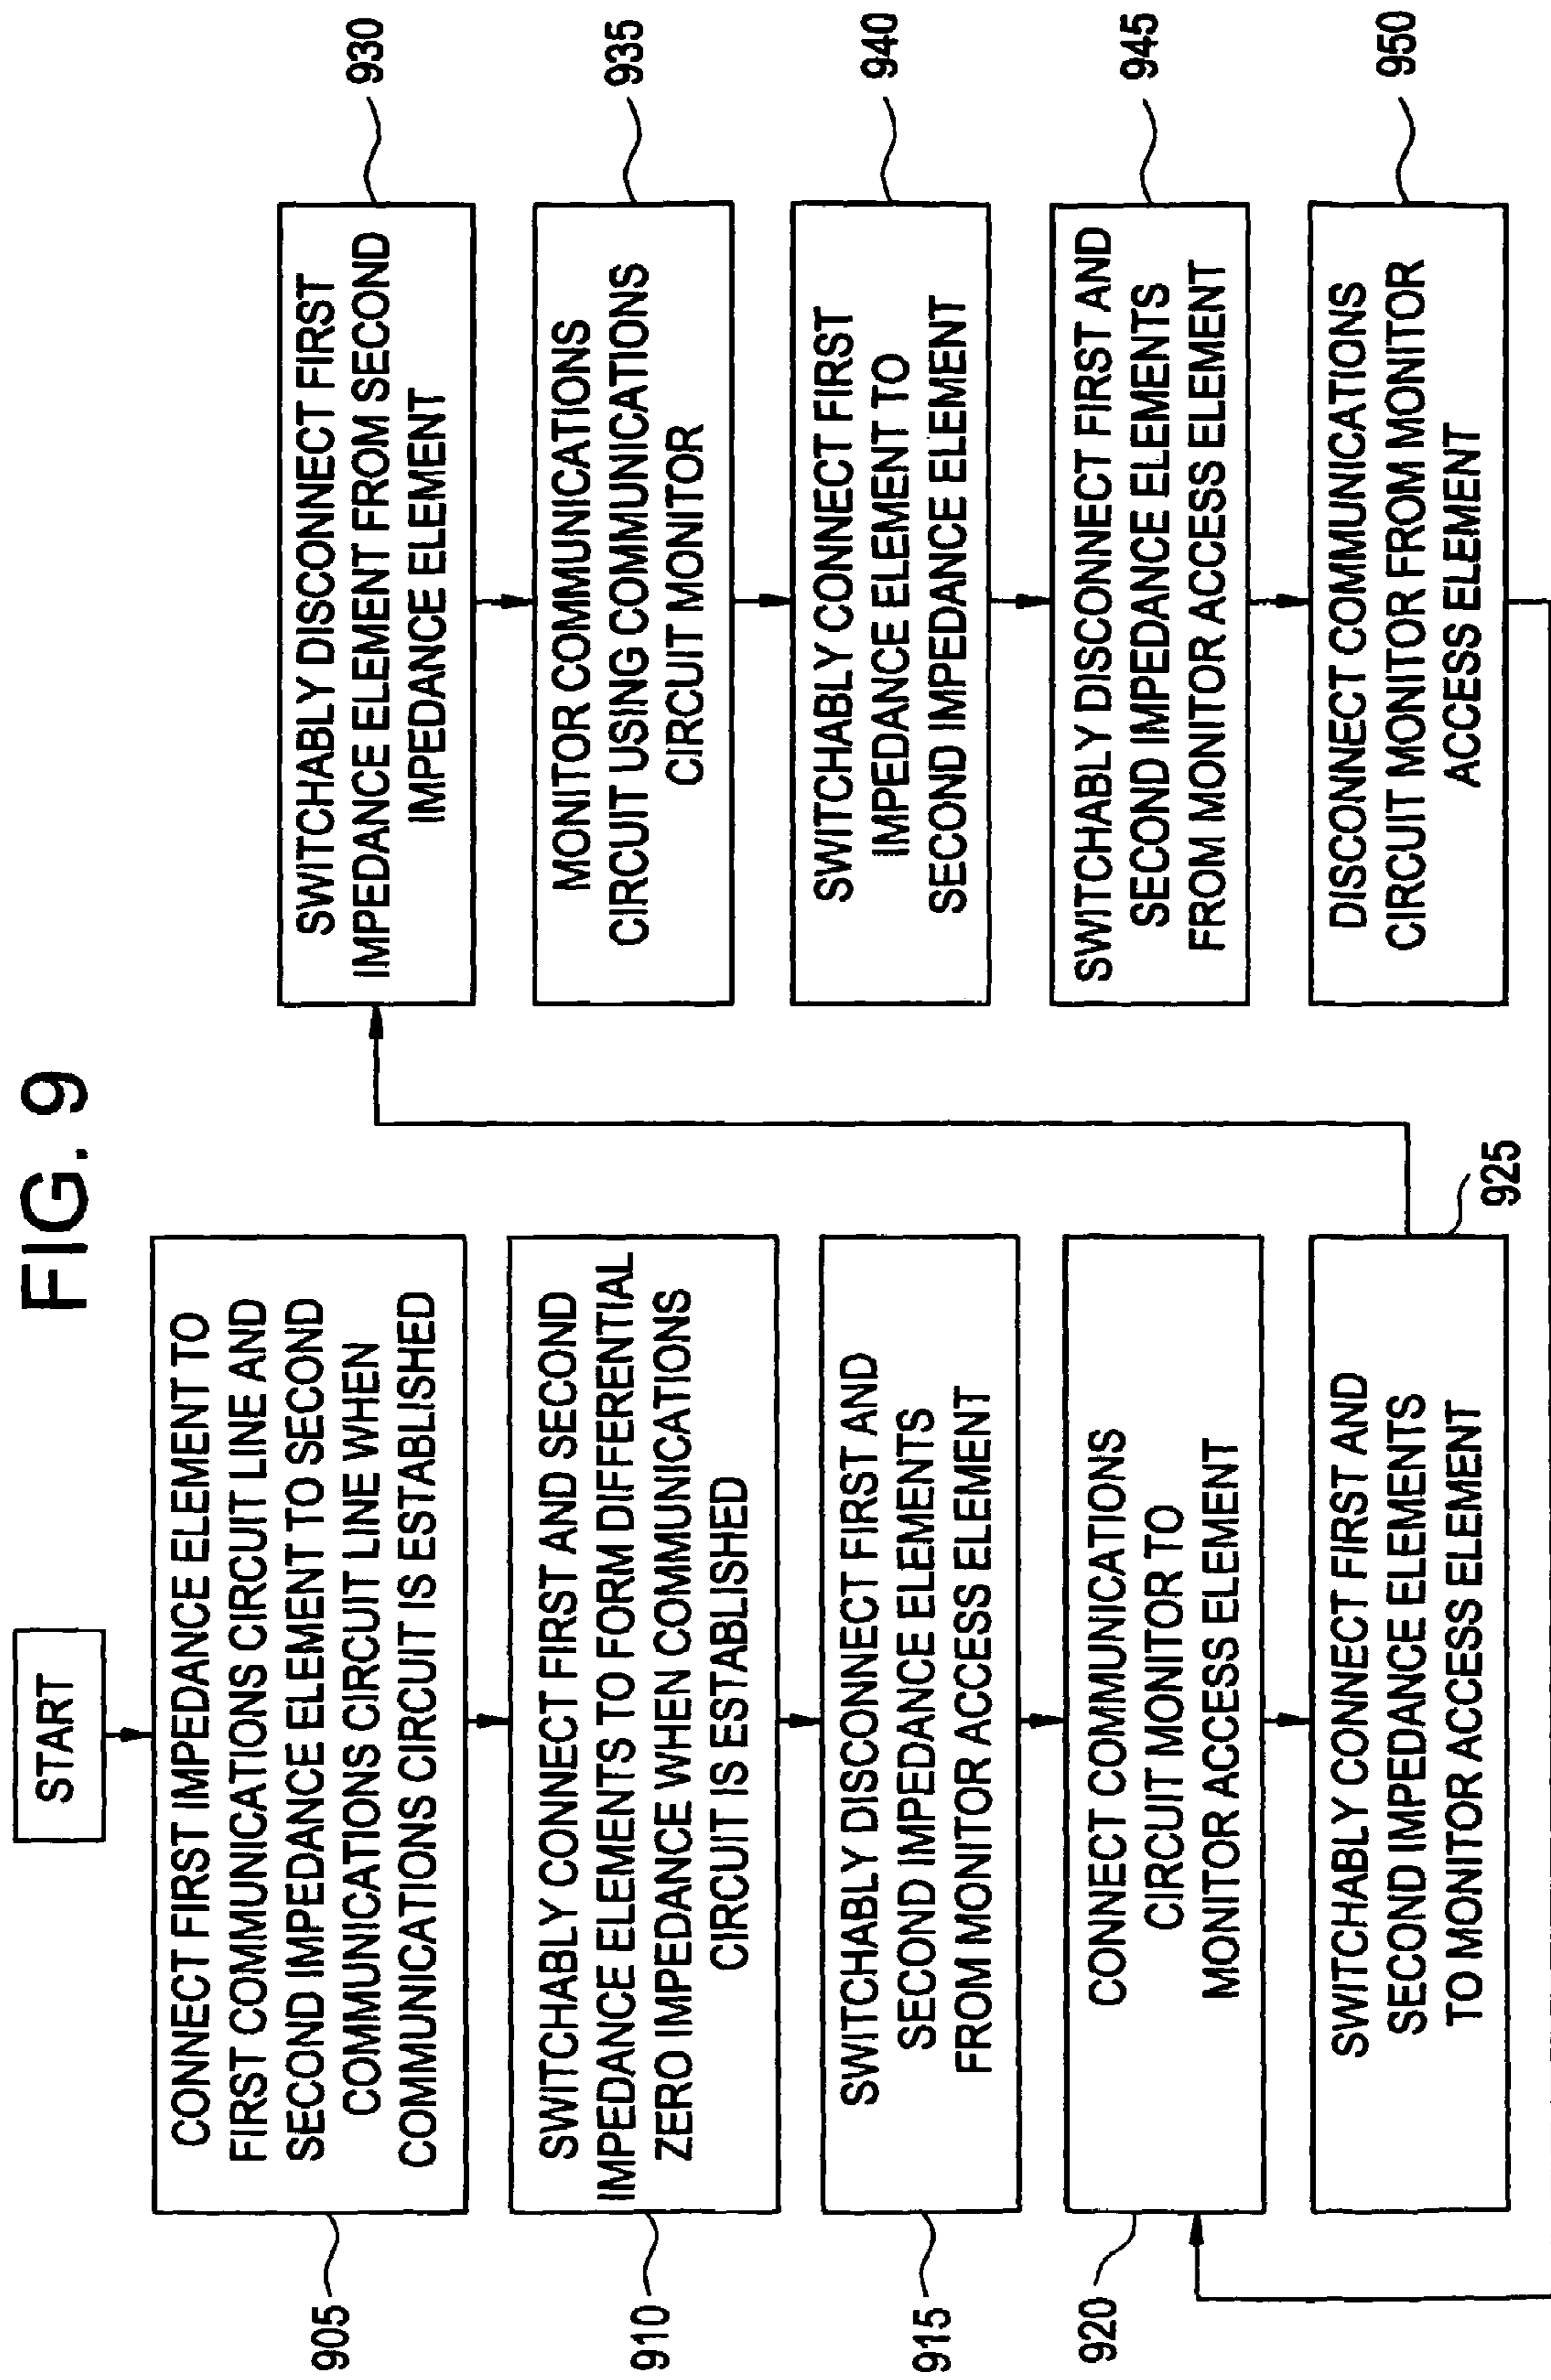 FIG. 9
START
CONNECT FIRST IMPEDANCE ELEMENT TO
FIRST COMMUNICATIONS CIRCUIT LINE AND
SECOND IMPEDANCE ELEMENT TO SECOND
COMMUNICATIONS CIRCUIT LINE WHEN
COMMUNICATIONS CIRCUIT IS ESTABLISHED
905
SWITCHABLY CONNECT FIRST AND SECOND
IMPEDANCE ELEMENTS TO FORM DIFFERENTIAL
ZERO IMPEDANCE WHEN COMMUNICATIONS
CIRCUIT IS ESTABLISHED
910
SWITCHABLY DISCONNECT FIRST AND
SECOND IMPEDANCE ELEMENTS
FROM MONITOR ACCESS ELEMENT
915
CONNECT COMMUNICATIONS
CIRCUIT MONITOR TO
MONITOR ACCESS ELEMENT
920
SWITCHABLY CONNECT FIRST AND
SECOND IMPEDANCE ELEMENTS
TO MONITOR ACCESS ELEMENT
925
SWITCHABLY DISCONNECT FIRST
IMPEDANCE ELEMENT FROM SECOND
IMPEDANCE ELEMENT
930
MONITOR COMMUNICATIONS
CIRCUIT USING COMMUNICATIONS
CIRCUIT MONITOR
935
SWITCHABLY CONNECT FIRST
IMPEDANCE ELEMENT TO
SECOND IMPEDANCE ELEMENT
940
SWITCHABLY DISCONNECT FIRST AND
SECOND IMPEDANCE ELEMENTS
FROM MONITOR ACCESS ELEMENT
945
DISCONNECT COMMUNICATIONS
CIRCUIT MONITOR FROM MONITOR
ACCESS ELEMENT
950